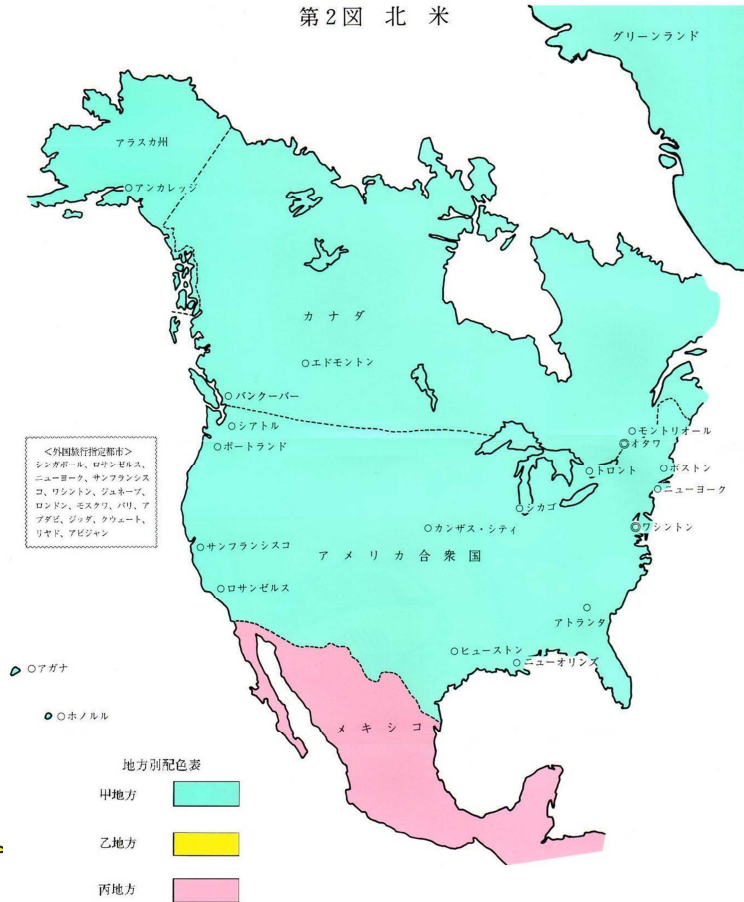 第2図 北 米
グリーンランド
アラスカ州
アンカレッジ
カ ナ ダ
エドモントン
バンクーバー
シアトル
ポートランド
モントリオール
オタワ
トロント
ボストン
ニューヨーク
シカゴ
ワシントン
カンザス・シティ
サンフランシスコ
ア メ リ カ 合 衆 国
ロサンゼルス
アトランタ
ヒューストン
ニューオリンズ
<外国旅行指定都市>
シンガポール、ロサンゼルス、
ニューヨーク、サンフランシス
コ、ワシントン、ジュネーブ、
ロンドン、モスクワ、パリ、ア
ブダビ、ジッダ、クウェート、
リヤド、アビジャン
アガナ
ホノルル
メ キ シ コ
地方別配色表
甲地方
乙地方
丙地方